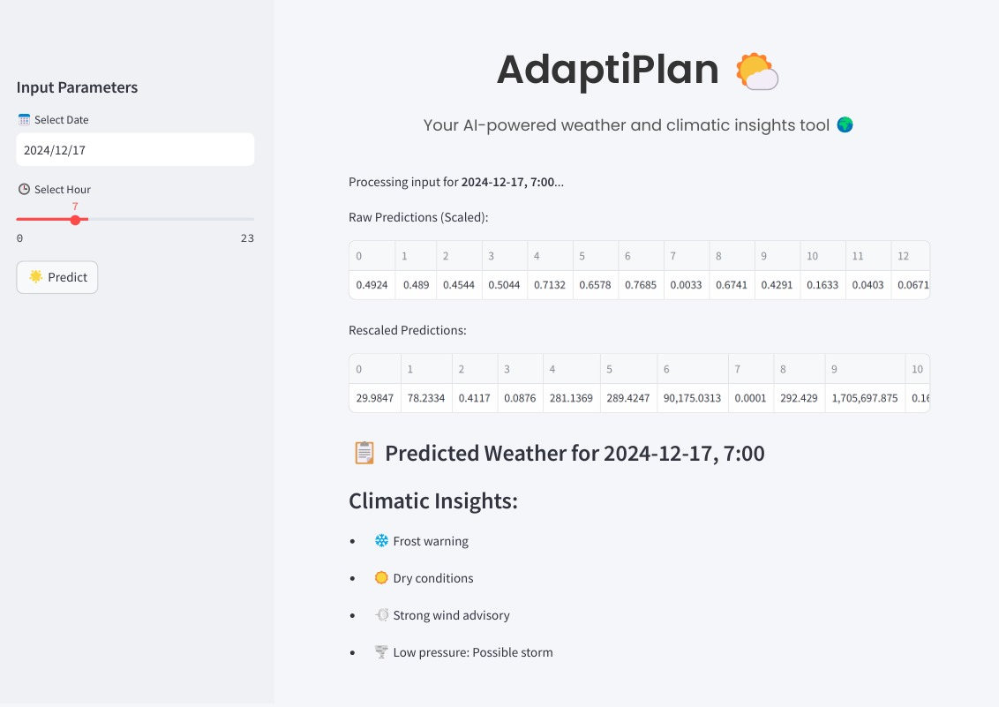 Input Parameters
Select Date
2024/12/17
Select Hour
7
0 23
Predict
AdaptiPlan
Your AI-powered weather and climatic insights tool
Processing input for 2024-12-17, 7:00...
Raw Predictions (Scaled):
0 1 2 3 4 5 6 7 8 9 10 11 12
0.4924 0.489 0.4544 0.5044 0.7132 0.6578 0.7685 0.0033 0.6741 0.4291 0.1633 0.0403 0.0671
Rescaled Predictions:
0 1 2 3 4 5 6 7 8 9 10
29.9847 78.2334 0.4117 0.0876 281.1369 289.4247 90,175.0313 0.0001 292.429 1,705,697.875
Predicted Weather for 2024-12-17, 7:00
Climatic Insights:
• Frost warning
• Dry conditions
• Strong wind advisory
• Low pressure: Possible storm